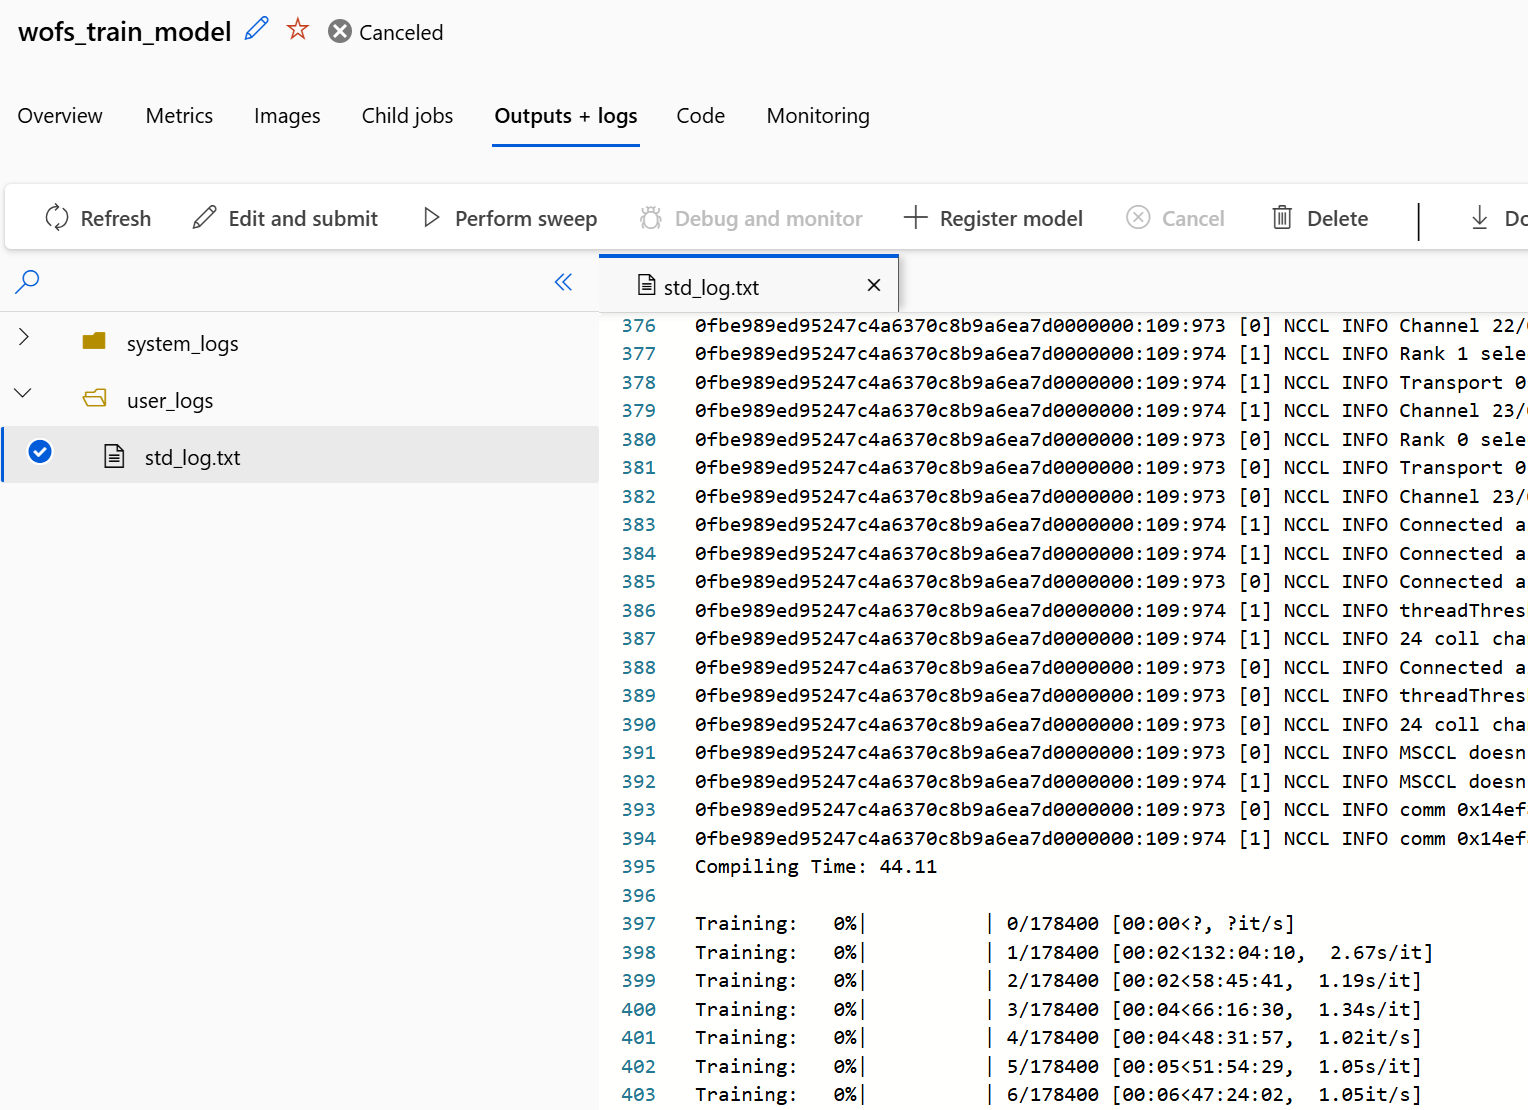 wofs_train_model Canceled
Overview Metrics Images Child jobs Outputs + logs Code Monitoring
Refresh Edit and submit Perform sweep Debug and monitor Register model Cancel Delete Do
std_log.txt
system_logs
user_logs
std_log.txt
376 0fbe989ed95247c4a6370c8b9a6ea7d0000000:109:973 [0] NCCL INFO Channel 22/
377 0fbe989ed95247c4a6370c8b9a6ea7d0000000:109:974 [1] NCCL INFO Rank 1 sele
378 0fbe989ed95247c4a6370c8b9a6ea7d0000000:109:974 [1] NCCL INFO Transport 0
379 0fbe989ed95247c4a6370c8b9a6ea7d0000000:109:974 [1] NCCL INFO Channel 23/
380 0fbe989ed95247c4a6370c8b9a6ea7d0000000:109:973 [0] NCCL INFO Rank 0 sele
381 0fbe989ed95247c4a6370c8b9a6ea7d0000000:109:973 [0] NCCL INFO Transport 0
382 0fbe989ed95247c4a6370c8b9a6ea7d0000000:109:973 [0] NCCL INFO Channel 23/
383 0fbe989ed95247c4a6370c8b9a6ea7d0000000:109:974 [1] NCCL INFO Connected a
384 0fbe989ed95247c4a6370c8b9a6ea7d0000000:109:974 [1] NCCL INFO Connected a
385 0fbe989ed95247c4a6370c8b9a6ea7d0000000:109:973 [0] NCCL INFO Connected a
386 0fbe989ed95247c4a6370c8b9a6ea7d0000000:109:974 [1] NCCL INFO threadThres
387 0fbe989ed95247c4a6370c8b9a6ea7d0000000:109:974 [1] NCCL INFO 24 coll cha
388 0fbe989ed95247c4a6370c8b9a6ea7d0000000:109:973 [0] NCCL INFO Connected a
389 0fbe989ed95247c4a6370c8b9a6ea7d0000000:109:973 [0] NCCL INFO threadThres
390 0fbe989ed95247c4a6370c8b9a6ea7d0000000:109:973 [0] NCCL INFO 24 coll cha
391 0fbe989ed95247c4a6370c8b9a6ea7d0000000:109:973 [0] NCCL INFO MSCCL doesn
392 0fbe989ed95247c4a6370c8b9a6ea7d0000000:109:974 [1] NCCL INFO MSCCL doesn
393 0fbe989ed95247c4a6370c8b9a6ea7d0000000:109:973 [0] NCCL INFO comm 0x14ef
394 0fbe989ed95247c4a6370c8b9a6ea7d0000000:109:974 [1] NCCL INFO comm 0x14ef
395 Compiling Time: 44.11
396
397 Training:   0%|          | 0/178400 [00:00<?, ?it/s]
398 Training:   0%|          | 1/178400 [00:02<132:04:10,  2.67s/it]
399 Training:   0%|          | 2/178400 [00:02<58:45:41,  1.19s/it]
400 Training:   0%|          | 3/178400 [00:04<66:16:30,  1.34s/it]
401 Training:   0%|          | 4/178400 [00:04<48:31:57,  1.02it/s]
402 Training:   0%|          | 5/178400 [00:05<51:54:29,  1.05s/it]
403 Training:   0%|          | 6/178400 [00:06<47:24:02,  1.05it/s]